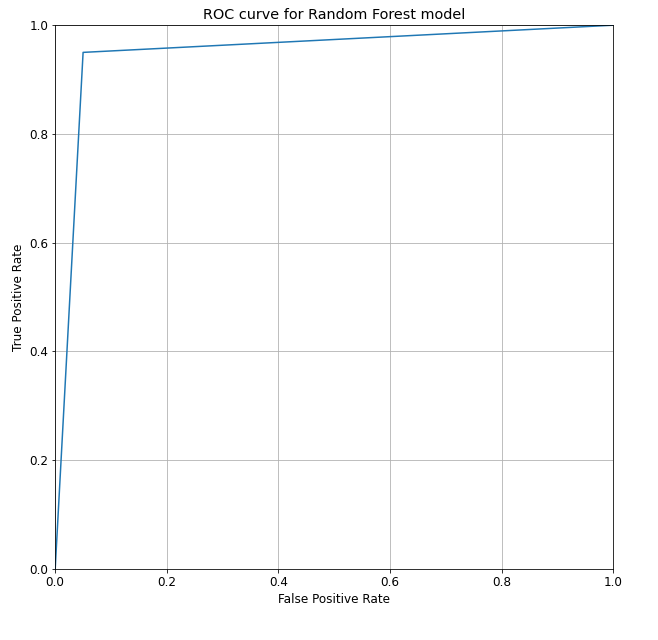 ROC curve for Random Forest model
1.0
0.8
0.6
0.4
0.2
0.0
True Positive Rate
0.0 0.2 0.4 0.6 0.8 1.0
False Positive Rate